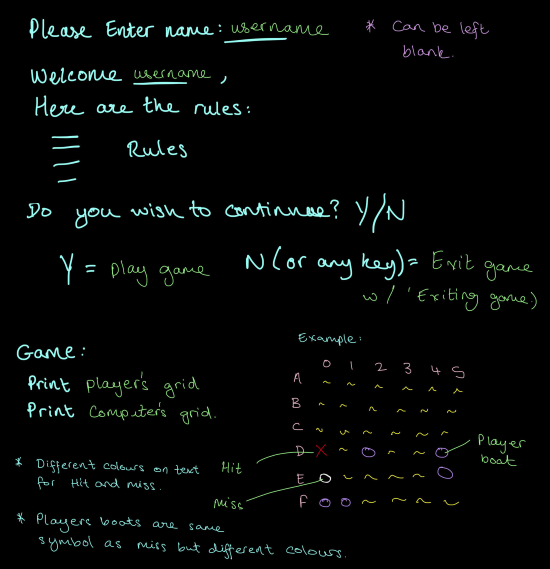 Please Enter name: username
* Can be left
blank.
Welcome username,
Here are the rules:
Rules
Do you wish to continue? Y/N
Y = Play game
N (or any key) = Exit game
w/ 'Exiting game)
Game:
Print player's grid
Print Computer's grid.
* Different colours on text
for Hit and miss.
* Players boats are same
symbol as miss but different colours.
Example:
0 1 2 3 4 5
A ~ ~ ~ ~ ~ ~
B ~ ~ ~ ~ ~ ~
C ~ ~ ~ ~ ~ ~
D X ~ O ~ ~ O
E O ~ ~ ~ ~ O
F O O ~ ~ ~ ~
Hit
Miss
Player
boat